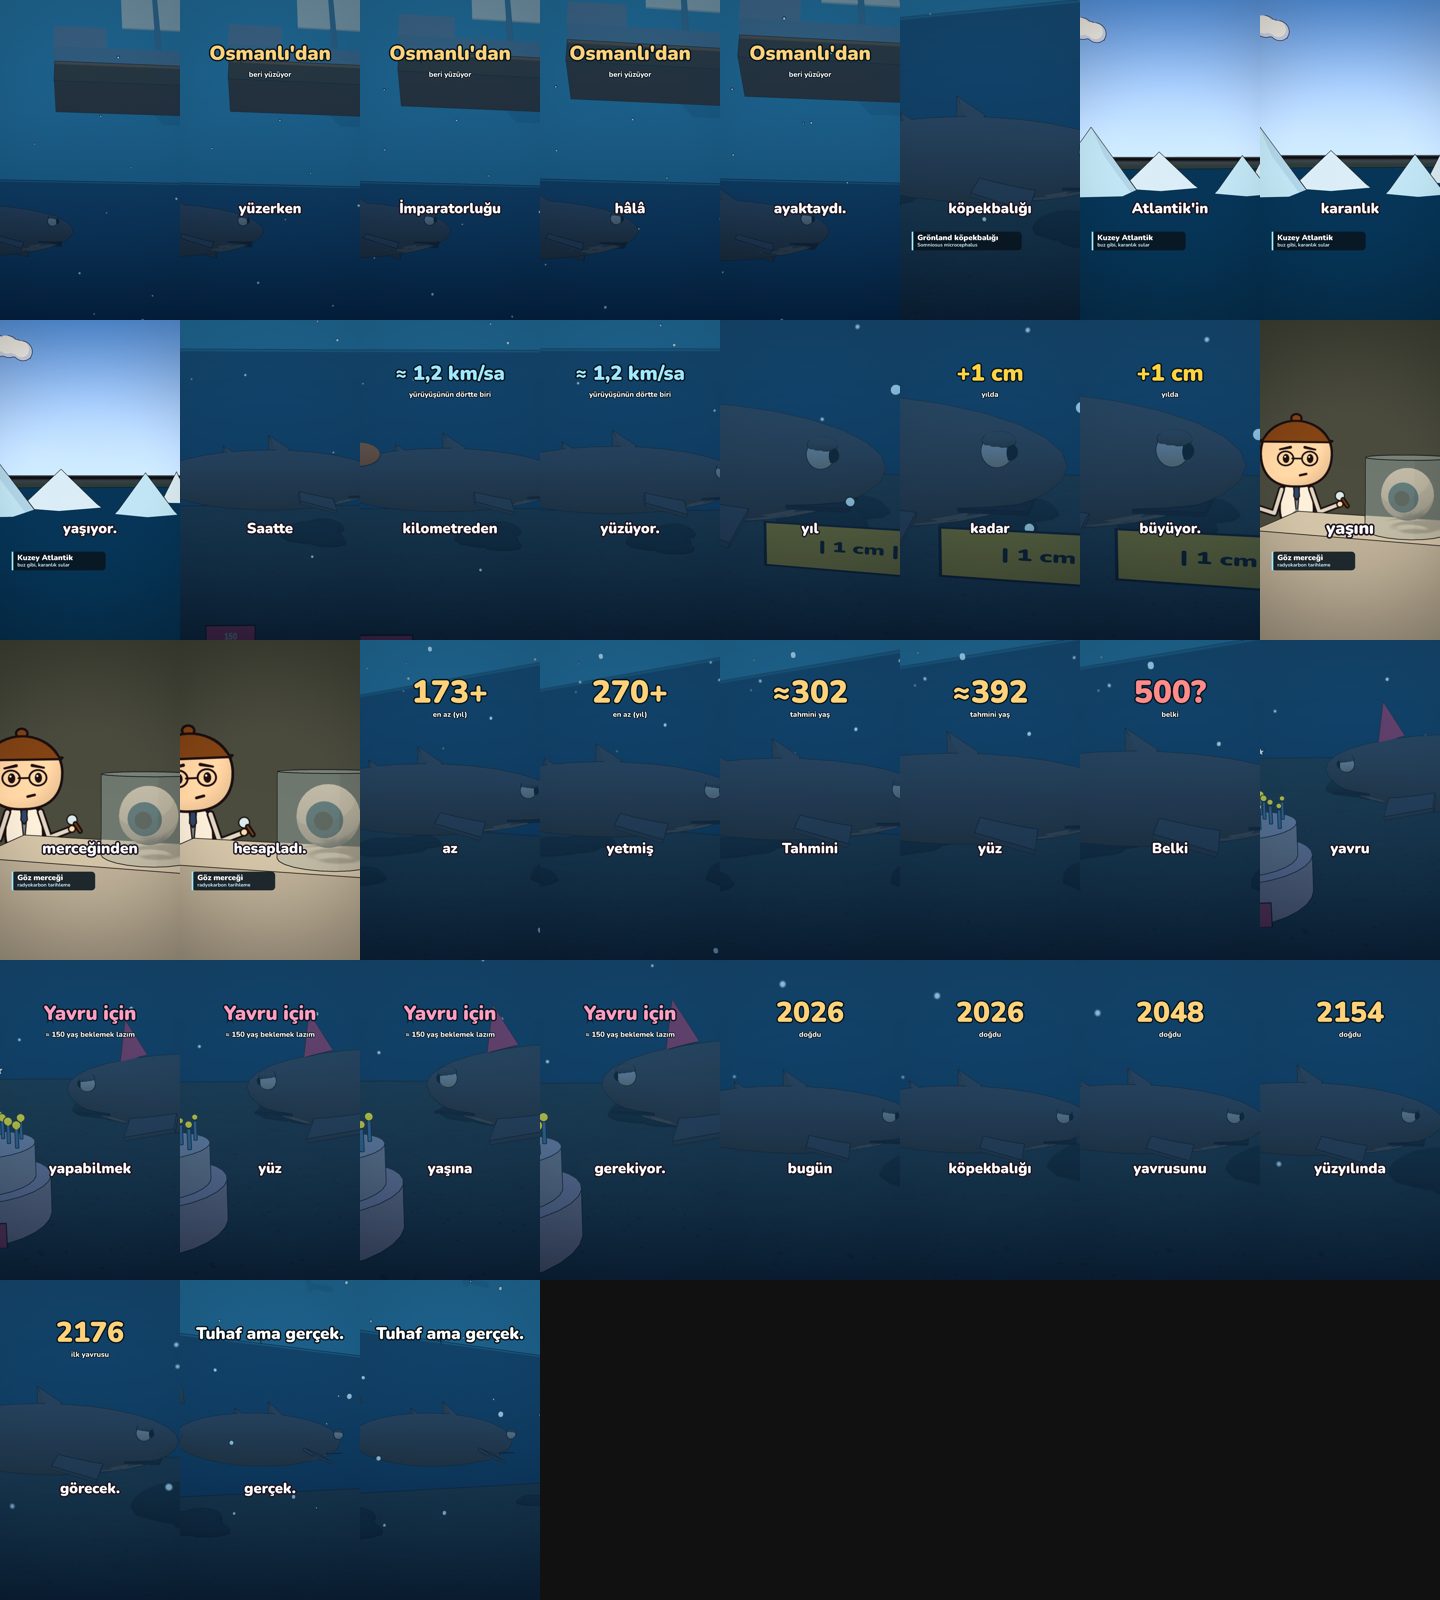 Osmanlı'dan
beri yüzüyor
yüzerken
Osmanlı'dan
beri yüzüyor
İmparatorluğu
Osmanlı'dan
beri yüzüyor
hâlâ
Osmanlı'dan
beri yüzüyor
ayaktaydı.
köpekbalığı
Grönland köpekbalığı
Somniosus microcephalus
Atlantik'in
Kuzey Atlantik
buz gibi, karanlık sular
karanlık
Kuzey Atlantik
buz gibi, karanlık sular
yaşıyor.
Kuzey Atlantik
buz gibi, karanlık sular
Saatte
150
≈ 1,2 km/sa
yürüyüşünün dörtte biri
kilometreden
≈ 1,2 km/sa
yürüyüşünün dörtte biri
yüzüyor.
yıl
| 1 cm |
+1 cm
yılda
kadar
| 1 cm
+1 cm
yılda
büyüyor.
| 1 cm
yaşını
Göz merceği
radyokarbon tarihleme
merceğinden
Göz merceği
radyokarbon tarihleme
hesapladı.
Göz merceği
radyokarbon tarihleme
173+
en az (yıl)
az
270+
en az (yıl)
yetmiş
≈302
tahmini yaş
Tahmini
≈392
tahmini yaş
yüz
500?
belki
Belki
yavru
Yavru için
≈ 150 yaş beklemek lazım
yapabilmek
Yavru için
≈ 150 yaş beklemek lazım
yüz
Yavru için
≈ 150 yaş beklemek lazım
yaşına
Yavru için
≈ 150 yaş beklemek lazım
gerekiyor.
2026
doğdu
bugün
2026
doğdu
köpekbalığı
2048
doğdu
yavrusunu
2154
doğdu
yüzyılında
2176
ilk yavrusu
görecek.
Tuhaf ama gerçek.
gerçek.
Tuhaf ama gerçek.